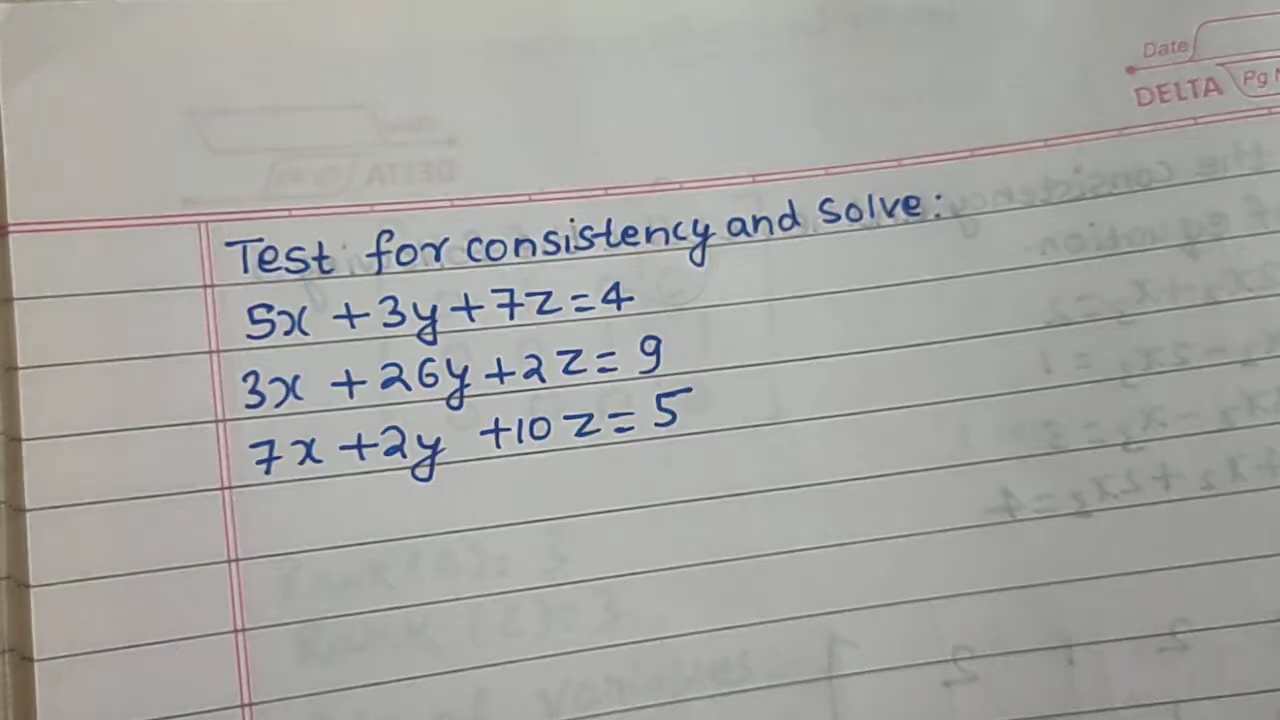 Date
DELTA Pg N
Test for consistency and solve:
5x + 3y + 7z = 4
3x + 26y + 2z = 9
7x + 2y + 10z = 5